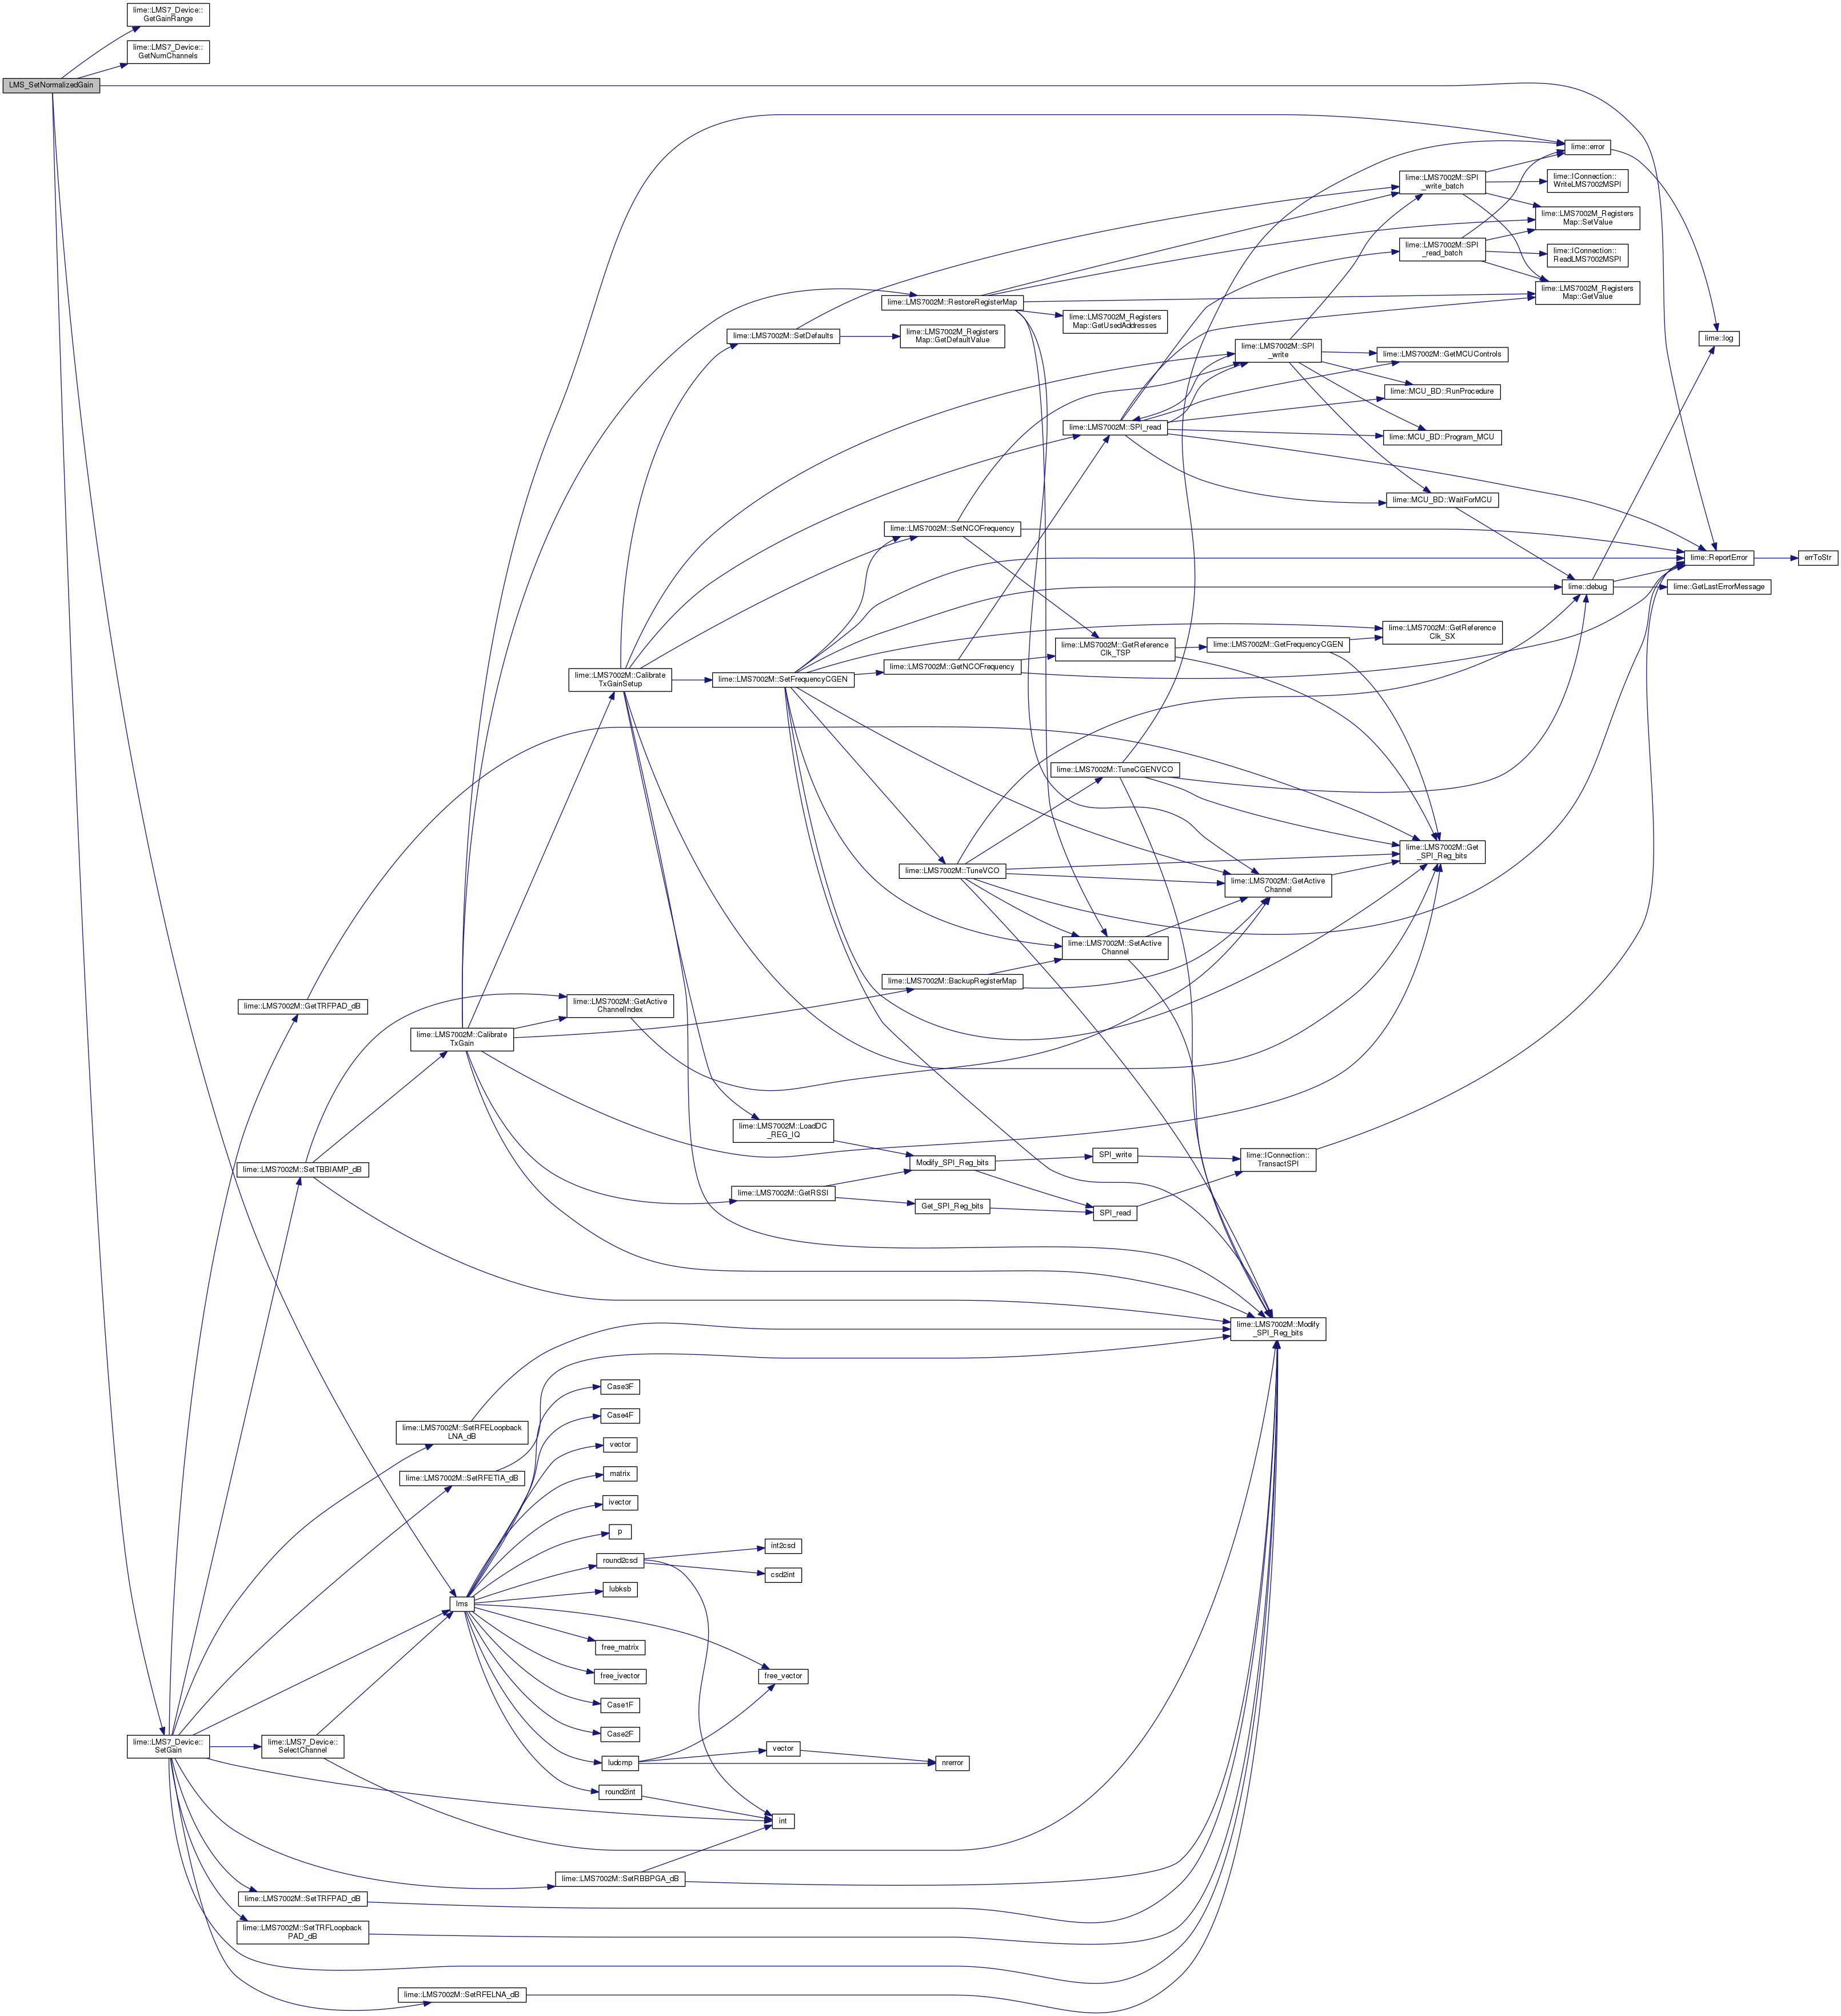 lime::LMS7_Device::
GetGainRange
lime::LMS7_Device::
GetNumChannels
LMS_SetNormalizedGain
lime::error
lime::LMS7002M::SPI
_write_batch
lime::IConnection::
WriteLMS7002MSPI
lime::LMS7002M_Registers
Map::SetValue
lime::LMS7002M::SPI
_read_batch
lime::IConnection::
ReadLMS7002MSPI
lime::LMS7002M_Registers
Map::GetValue
lime::LMS7002M::RestoreRegisterMap
lime::LMS7002M_Registers
Map::GetUsedAddresses
lime::LMS7002M::SetDefaults
lime::LMS7002M_Registers
Map::GetDefaultValue
lime::log
lime::LMS7002M::SPI
_write
lime::LMS7002M::GetMCUControls
lime::MCU_BD::RunProcedure
lime::LMS7002M::SPI_read
lime::MCU_BD::Program_MCU
lime::MCU_BD::WaitForMCU
lime::LMS7002M::SetNCOFrequency
lime::ReportError
errToStr
lime::debug
lime::GetLastErrorMessage
lime::LMS7002M::GetReference
Clk_SX
lime::LMS7002M::GetReference
Clk_TSP
lime::LMS7002M::GetFrequencyCGEN
lime::LMS7002M::GetNCOFrequency
lime::LMS7002M::Calibrate
TxGainSetup
lime::LMS7002M::SetFrequencyCGEN
lime::LMS7002M::TuneCGENVCO
lime::LMS7002M::Get
_SPI_Reg_bits
lime::LMS7002M::TuneVCO
lime::LMS7002M::GetActive
Channel
lime::LMS7002M::SetActive
Channel
lime::LMS7002M::BackupRegisterMap
lime::LMS7002M::GetTRFPAD_dB
lime::LMS7002M::GetActive
ChannelIndex
lime::LMS7002M::Calibrate
TxGain
lime::LMS7002M::LoadDC
_REG_IQ
Modify_SPI_Reg_bits
SPI_write
lime::IConnection::
TransactSPI
lime::LMS7002M::SetTBBIAMP_dB
lime::LMS7002M::GetRSSI
Get_SPI_Reg_bits
SPI_read
lime::LMS7002M::Modify
_SPI_Reg_bits
Case3F
Case4F
lime::LMS7002M::SetRFELoopback
LNA_dB
vector
lime::LMS7002M::SetRFETIA_dB
matrix
ivector
p
round2csd
int2csd
csd2int
lubksb
lms
free_matrix
free_ivector
free_vector
Case1F
Case2F
lime::LMS7_Device::
SetGain
lime::LMS7_Device::
SelectChannel
ludcmp
vector
nrerror
round2int
int
lime::LMS7002M::SetRBBPGA_dB
lime::LMS7002M::SetTRFPAD_dB
lime::LMS7002M::SetTRFLoopback
PAD_dB
lime::LMS7002M::SetRFELNA_dB